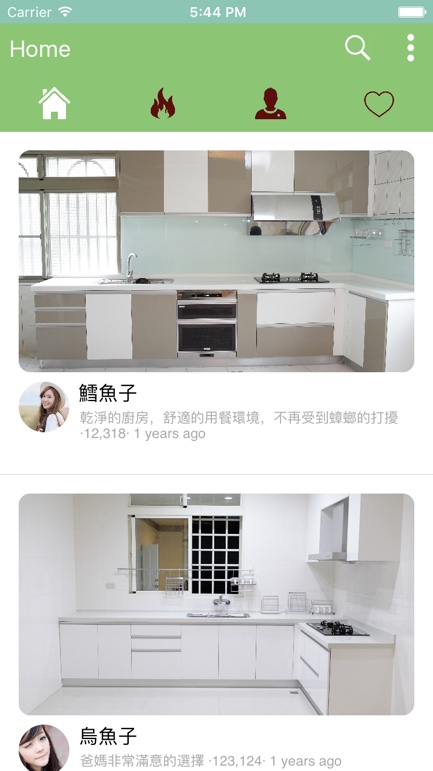 Carrier 5:44 PM
Home
鱈魚子
乾淨的廚房，舒適的用餐環境，不再受到蟑螂的打擾
·12,318· 1 years ago
烏魚子
爸媽非常滿意的選擇 ·123,124· 1 years ago